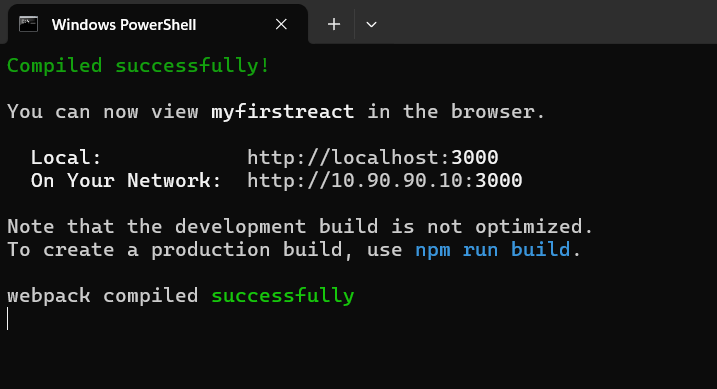 Windows PowerShell
Compiled successfully!
You can now view myfirstreact in the browser.
Local: http://localhost:3000
On Your Network: http://10.90.90.10:3000
Note that the development build is not optimized.
To create a production build, use npm run build.
webpack compiled successfully